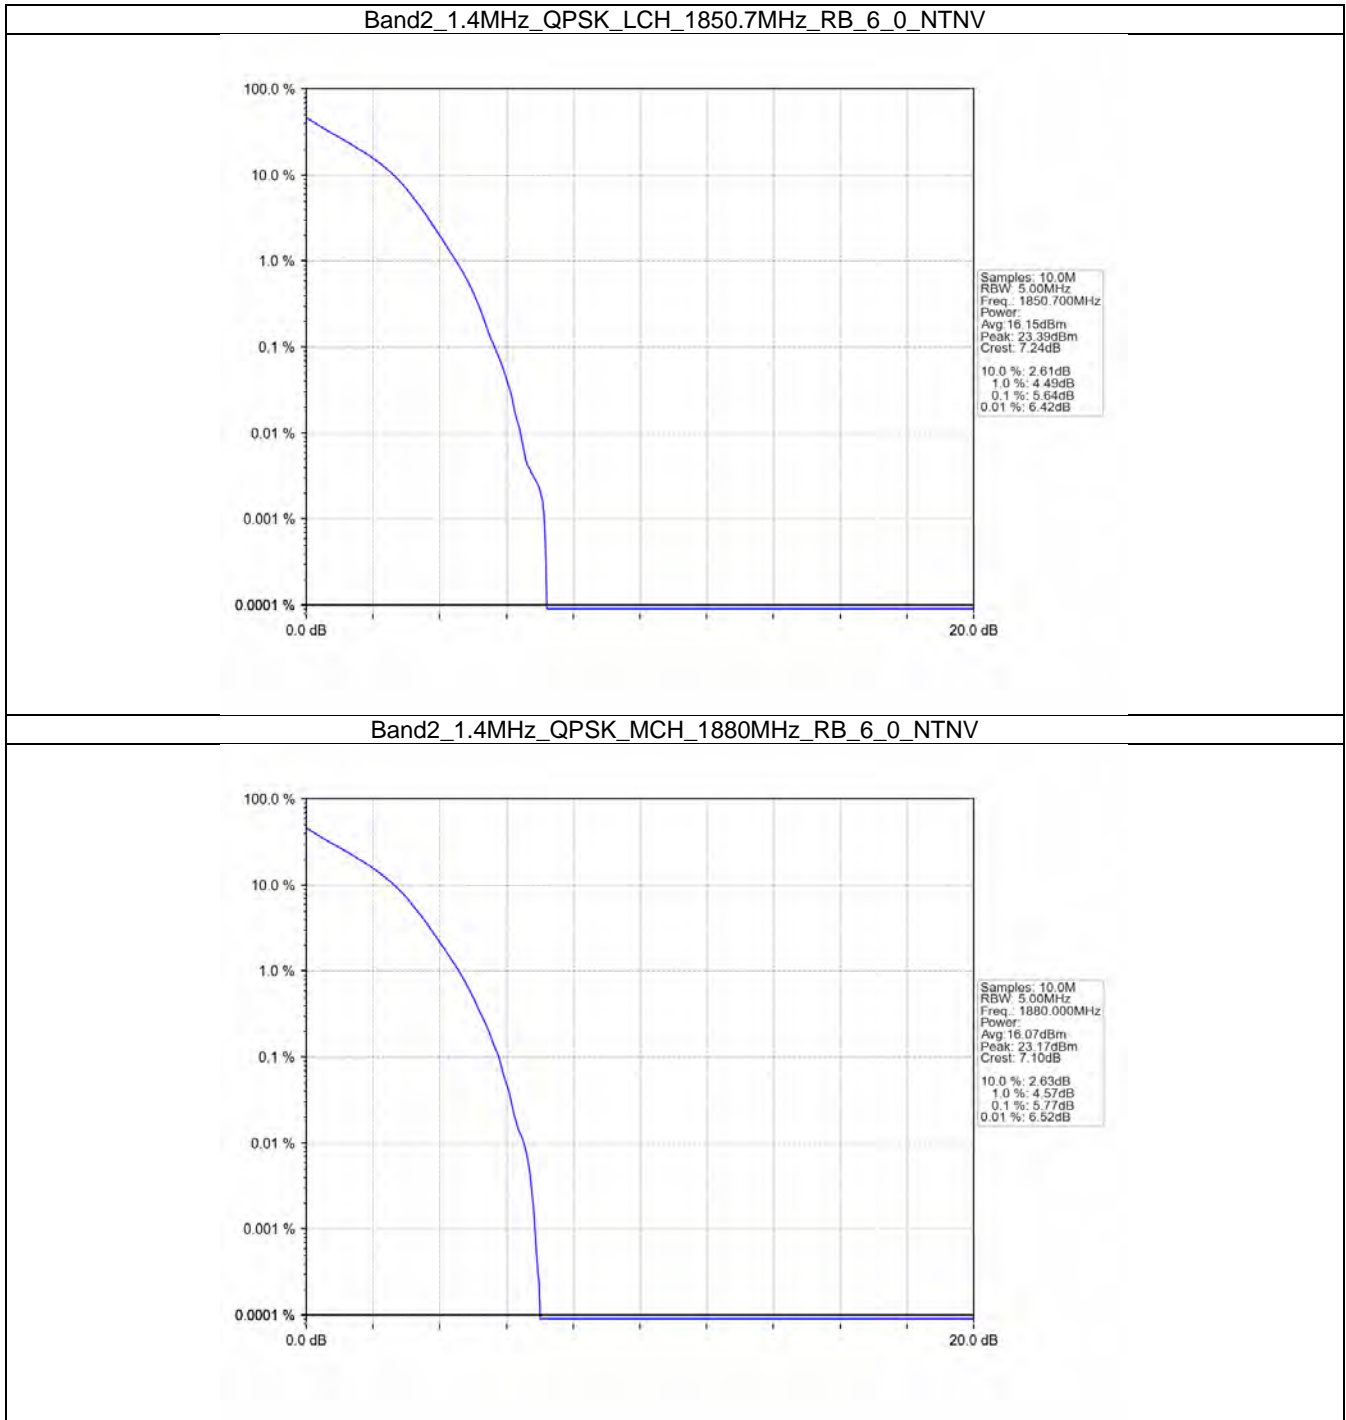 Band2_1.4MHz_QPSK_LCH_1850.7MHz_RB_6_0_NTNV
100.0 %
10.0 %
1.0 %
0.1 %
0.01 %
0.001 %
0.0001 %
0.0 dB
20.0 dB
Samples: 10.0M
RBW: 5.00MHz
Freq.: 1850.700MHz
Power:
Avg:16.15dBm
Peak: 23.39dBm
Crest: 7.24dB
10.0 %: 2.61dB
1.0 %: 4.49dB
0.1 %: 5.64dB
0.01 %: 6.42dB
Band2_1.4MHz_QPSK_MCH_1880MHz_RB_6_0_NTNV
100.0 %
10.0 %
1.0 %
0.1 %
0.01 %
0.001 %
0.0001 %
0.0 dB
20.0 dB
Samples: 10.0M
RBW: 5.00MHz
Freq.: 1880.000MHz
Power:
Avg:16.07dBm
Peak: 23.17dBm
Crest: 7.10dB
10.0 %: 2.63dB
1.0 %: 4.57dB
0.1 %: 5.77dB
0.01 %: 6.52dB